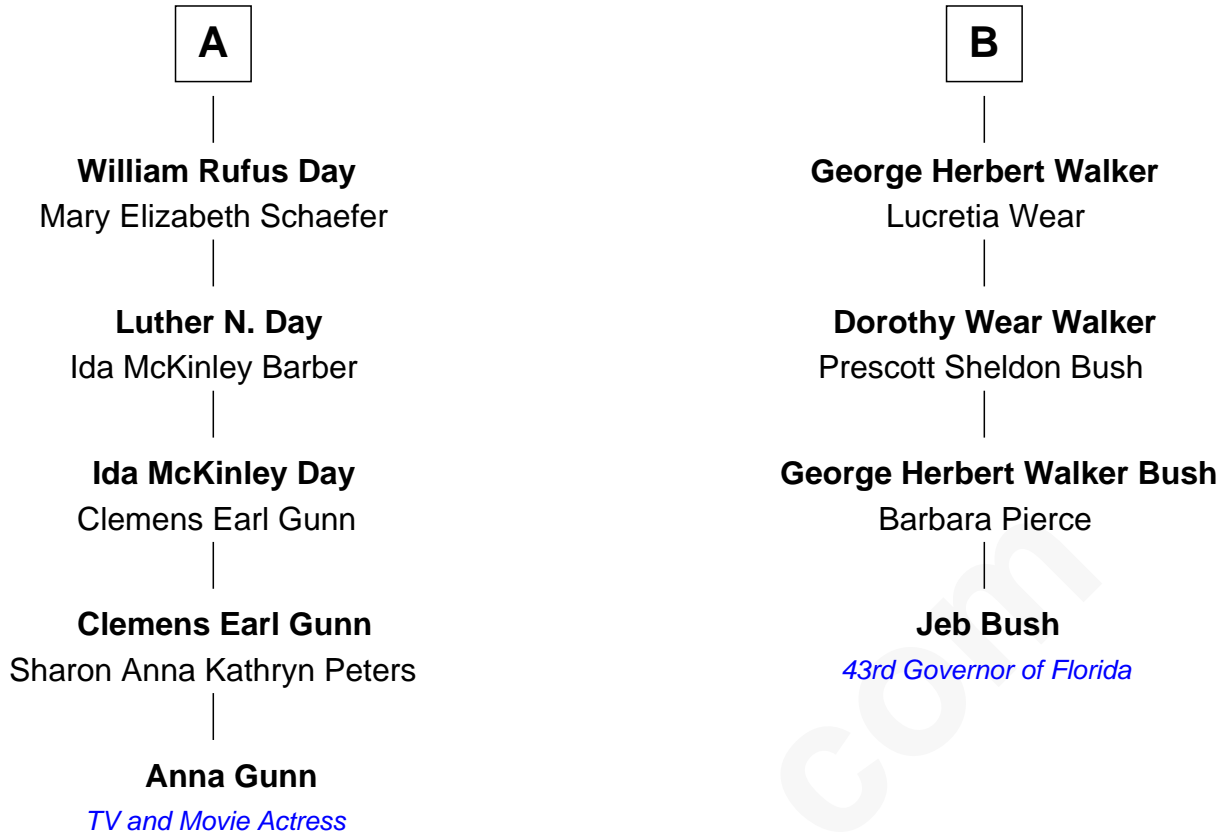 A
William Rufus Day
Mary Elizabeth Schaefer
Luther N. Day
Ida McKinley Barber
Ida McKinley Day
Clemens Earl Gunn
Clemens Earl Gunn
Sharon Anna Kathryn Peters
Anna Gunn
TV and Movie Actress
B
George Herbert Walker
Lucretia Wear
Dorothy Wear Walker
Prescott Sheldon Bush
George Herbert Walker Bush
Barbara Pierce
Jeb Bush
43rd Governor of Florida
com